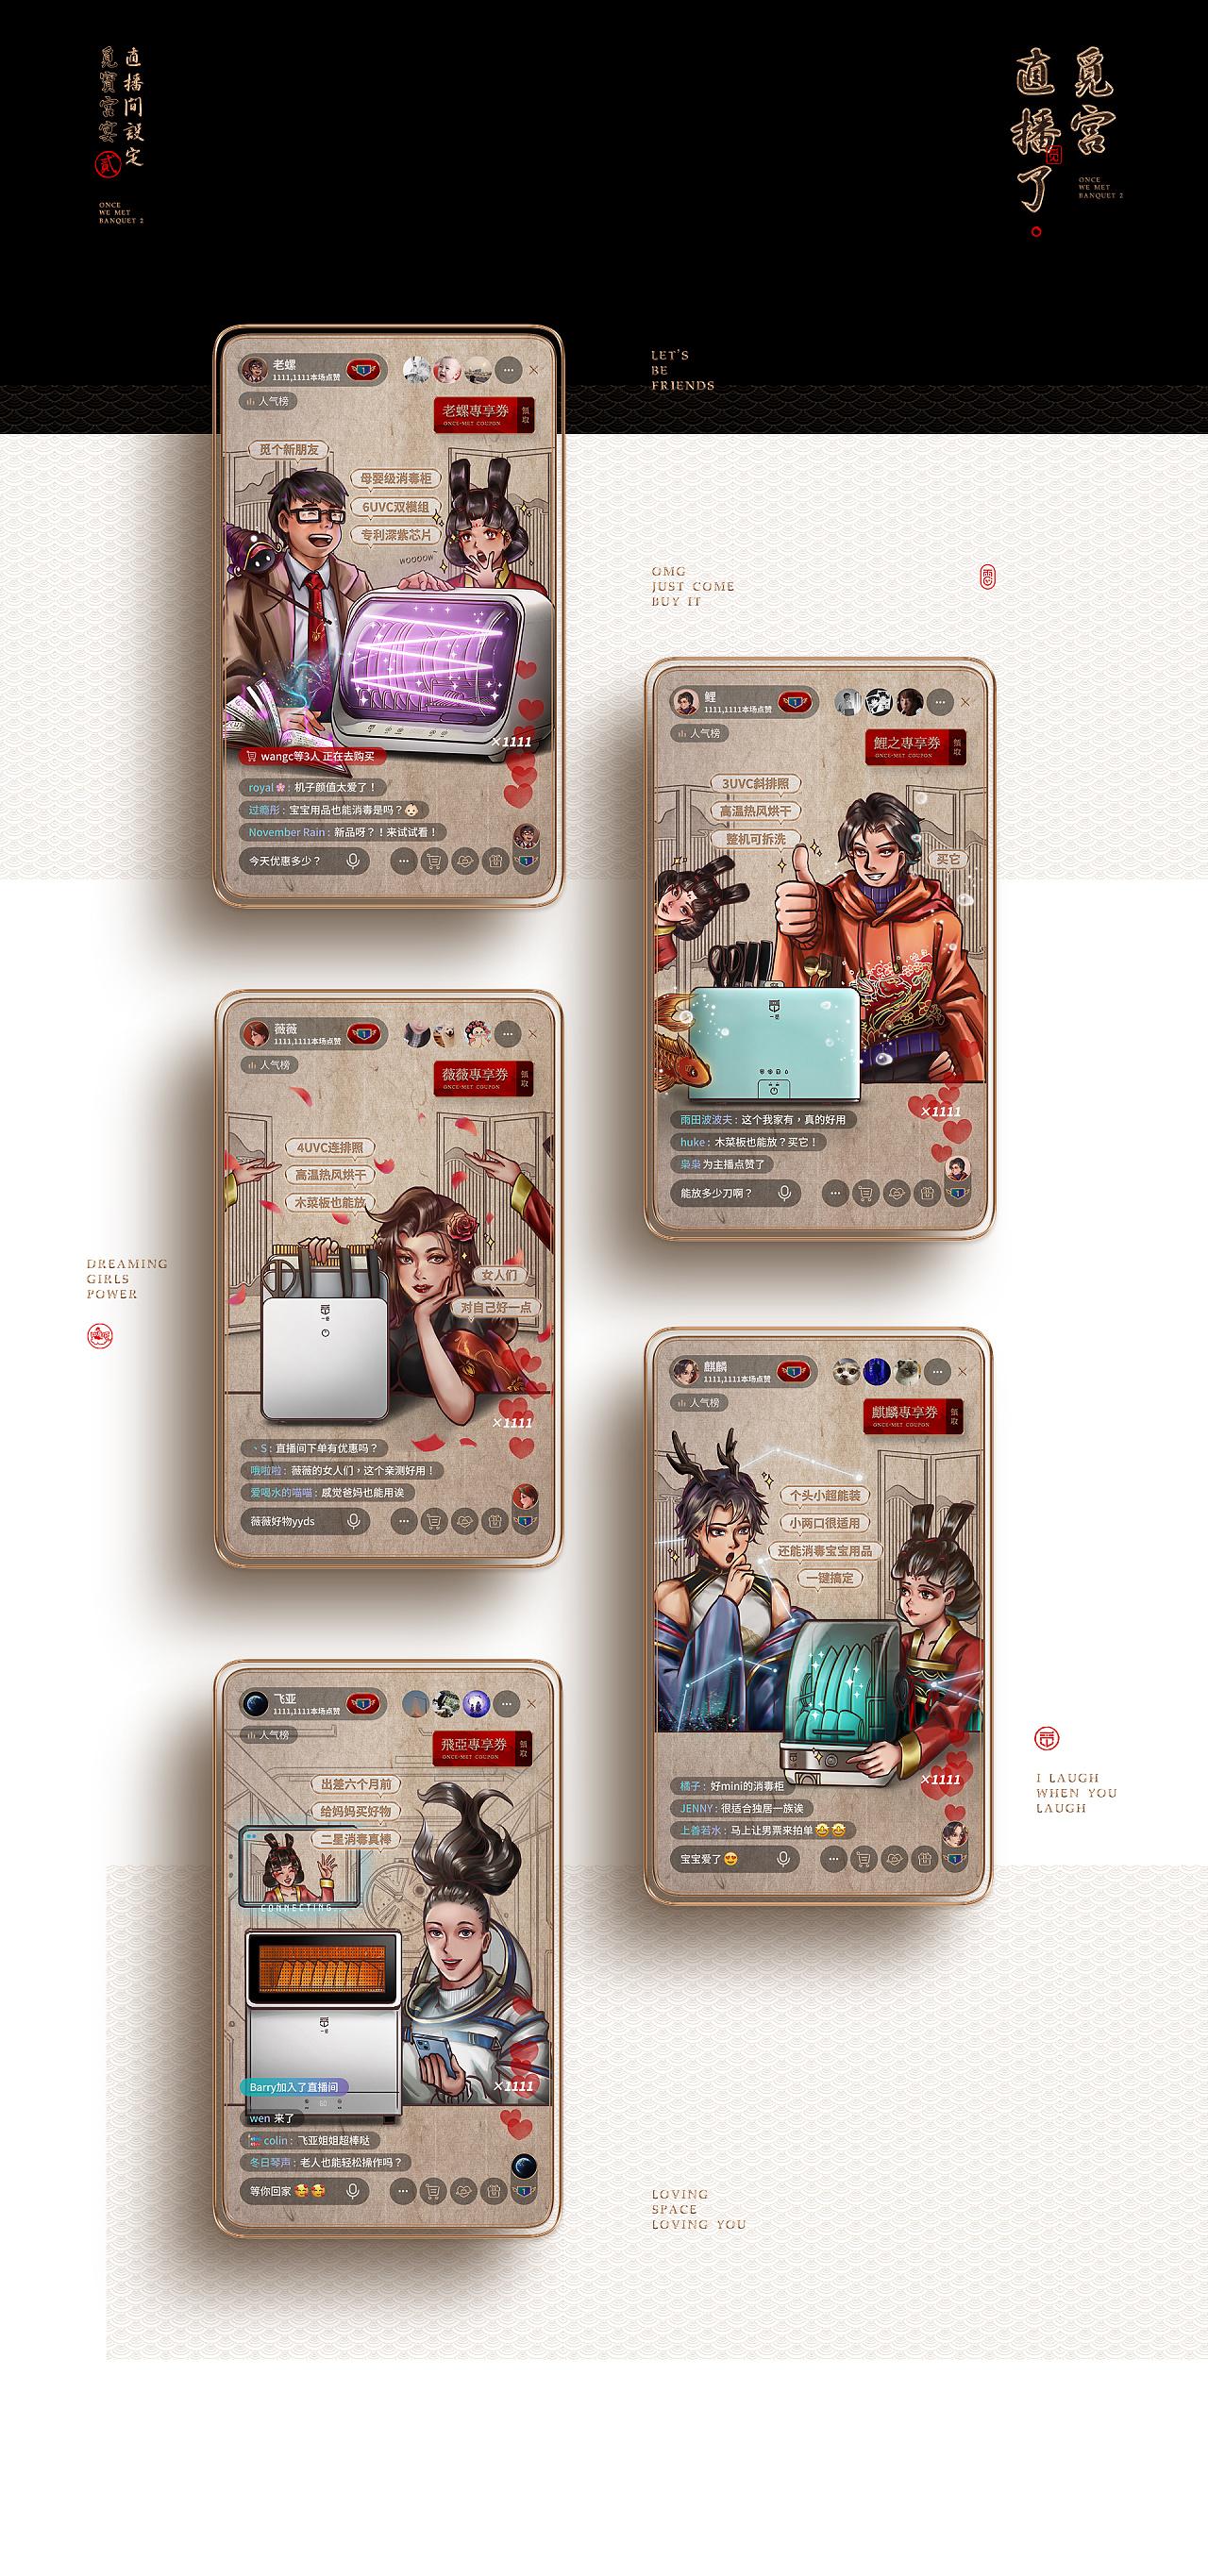 直播间設定
覓寶宮宴
貳
ONCE
WE MET
BANQUET 2
覓宮
直播了
ONCE
WE MET
BANQUET 2
LET'S
BE
FRIENDS
老螺
1111,1111本场点赞
1
人气榜
老螺專享券
ONCE-MET COUPON
領取
觅个新朋友
母婴级消毒柜
6UVC双模组
专利深紫芯片
WOOOOW
×1111
wangc等3人 正在去购买
royal🌸: 机子颜值太爱了!
过瘾彤: 宝宝用品也能消毒是吗?👶
November Rain: 新品呀?!来试试看!
今天优惠多少?
1
OMG
JUST COME
BUY IT
鲤
1111,1111本场点赞
1
人气榜
鯉之專享券
ONCE-MET COUPON
領取
3UVC斜排照
高温热风烘干
整机可拆洗
买它
一觅
×1111
雨田波波夫: 这个我家有,真的好用
huke: 木菜板也能放?买它!
枭枭 为主播点赞了
能放多少刀啊?
1
薇薇
1111,1111本场点赞
1
人气榜
薇薇專享券
ONCE-MET COUPON
領取
4UVC连排照
高温热风烘干
木菜板也能放
女人们
对自己好一点
一觅
×1111
丶S: 直播间下单有优惠吗?
哦啦啦: 薇薇的女人们,这个亲测好用!
爱喝水的喵喵: 感觉爸妈也能用诶
薇薇好物yyds
1
DREAMING
GIRLS
POWER
麒麟
1111,1111本场点赞
1
人气榜
麒麟專享券
ONCE-MET COUPON
領取
个头小超能装
小两口很适用
还能消毒宝宝用品
一键搞定
×1111
橘子: 好mini的消毒柜
JENNY: 很适合独居一族诶
上善若水: 马上让男票来拍单🤩🤩
宝宝爱了😍
1
I LAUGH
WHEN YOU
LAUGH
飞亚
1111,1111本场点赞
1
人气榜
飛亞專享券
ONCE-MET COUPON
領取
出差六个月前
给妈妈买好物
二星消毒真棒
CONNECTING
一觅
×1111
Barry加入了直播间
wen 来了
colin: 飞亚姐姐超棒哒
冬日琴声: 老人也能轻松操作吗?
等你回家🥰🥰
1
LOVING
SPACE
LOVING YOU